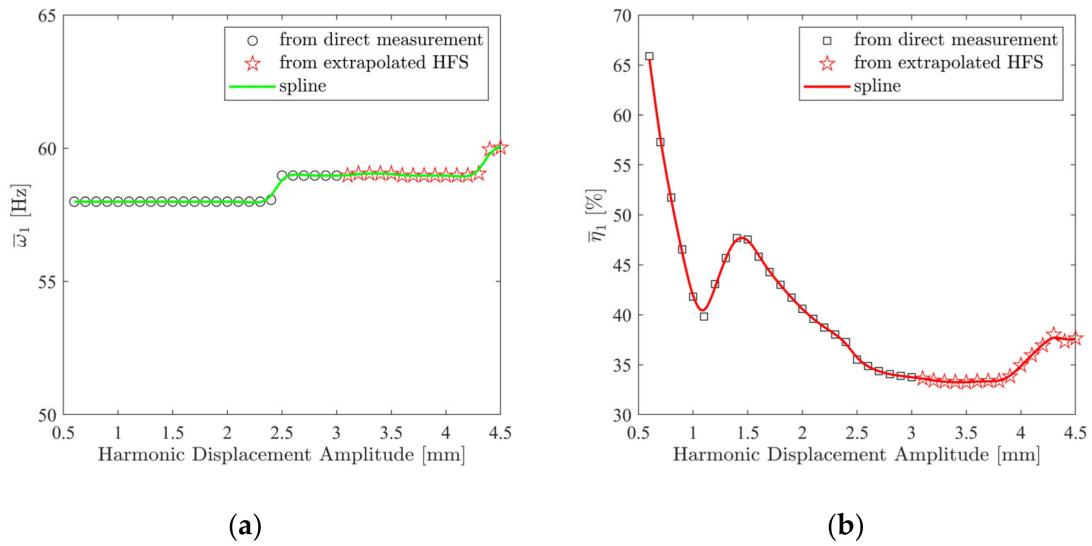 65
60
55
50
ω̅₁ [Hz]
from direct measurement
from extrapolated HFS
spline
0.5 1 1.5 2 2.5 3 3.5 4 4.5
Harmonic Displacement Amplitude [mm]
(a)
70
65
60
55
50
45
40
35
30
η̅₁ [%]
from direct measurement
from extrapolated HFS
spline
0.5 1 1.5 2 2.5 3 3.5 4 4.5
Harmonic Displacement Amplitude [mm]
(b)